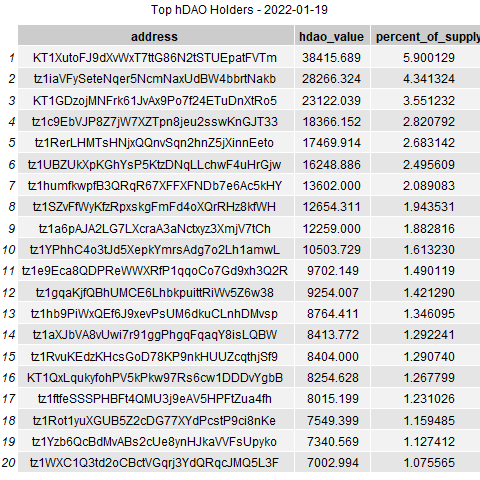 Top hDAO Holders - 2022-01-19
address hdao_value percent_of_supply
1 KT1XutoFJ9dXvWxT7ttG86N2tSTUEpatFVTm 38415.689 5.900129
2 tz1iaVFySeteNqer5NcmNaxUdBW4bbrtNakb 28266.324 4.341324
3 KT1GDzojMNFrk61JvAx9Po7f24ETuDnXtRo5 23122.039 3.551232
4 tz1c9EbVJP8Z7jW7XZTpn8jeu2sswKnGJT33 18366.152 2.820792
5 tz1RerLHMTsHNjxQQnvSqn2hnZ5jXinnEeto 17469.914 2.683142
6 tz1UBZUkXpKGhYsP5KtzDNqLLchwF4uHrGjw 16248.886 2.495609
7 tz1humfkwpfB3QRqR67XFFXFNDb7e6Ac5kHY 13602.000 2.089083
8 tz1SZvFfWyKfzRpxskgFmFd4oXQrRHz8kfWH 12654.311 1.943531
9 tz1a6pAJA2LG7LXcraA3aNctxyz3XmjV7tCh 12259.000 1.882816
10 tz1YPhhC4o3tJd5XepkYmrsAdg7o2Lh1amwL 10503.729 1.613230
11 tz1e9Eca8QDPReWWXRfP1qqoCo7Gd9xh3Q2R 9702.149 1.490119
12 tz1gqaKjfQBhUMCE6LhbkpuittRiWv5Z6w38 9254.007 1.421290
13 tz1hb9PiWxQEf6J9xevPsUM6dkuCLnhDMvsp 8764.411 1.346095
14 tz1aXJbVA8vUwi7r91ggPhgqFqaqY8isLQBW 8413.772 1.292241
15 tz1RvuKEdzKHcsGoD78KP9nkHUUZcqthjSf9 8404.000 1.290740
16 KT1QxLqukyfohPV5kPkw97Rs6cw1DDDvYgbB 8254.628 1.267799
17 tz1ftfeSSSPHBFt4QMU3j9eAV5HPFtZua4fh 8015.199 1.231026
18 tz1Rot1yuXGUB5Z2cDG77XYdPcstP9ci8nKe 7549.399 1.159485
19 tz1Yzb6QcBdMvABs2cUe8ynHJkaVVFsUpyko 7340.569 1.127412
20 tz1WXC1Q3td2oCBctVGqrj3YdQRqcJMQ5L3F 7002.994 1.075565